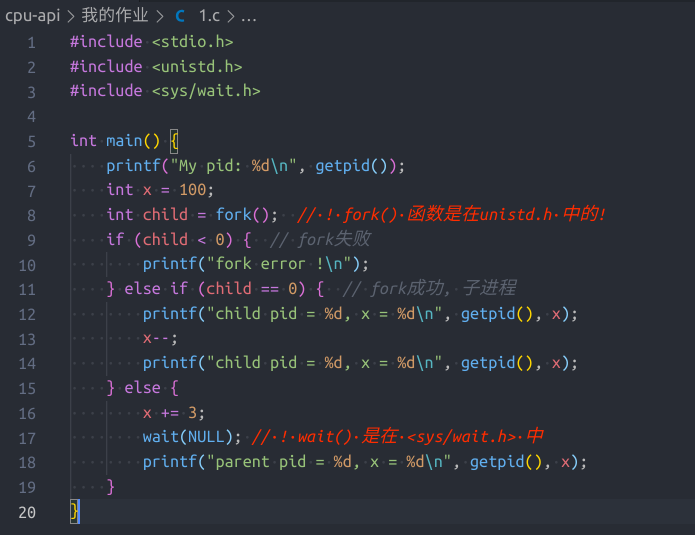 cpu-api > 我的作业 > C 1.c > ...
1 #include <stdio.h>
2 #include <unistd.h>
3 #include <sys/wait.h>
4
5 int main() {
6 printf("My pid: %d\n", getpid());
7 int x = 100;
8 int child = fork(); // ! fork() 函数是在unistd.h 中的!
9 if (child < 0) { // fork失败
10 printf("fork error !\n");
11 } else if (child == 0) { // fork成功, 子进程
12 printf("child pid = %d, x = %d\n", getpid(), x);
13 x--;
14 printf("child pid = %d, x = %d\n", getpid(), x);
15 } else {
16 x += 3;
17 wait(NULL); // ! wait() 是在 <sys/wait.h> 中
18 printf("parent pid = %d, x = %d\n", getpid(), x);
19 }
20 }